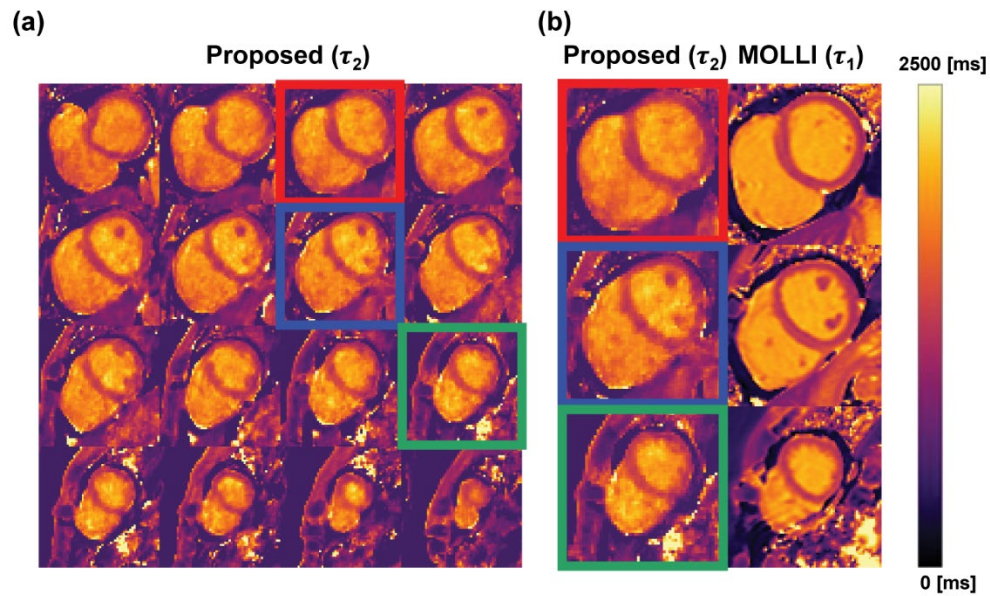 (a)
Proposed (τ₂)
(b)
Proposed (τ₂) MOLLI (τ₁)
2500 [ms]
0 [ms]